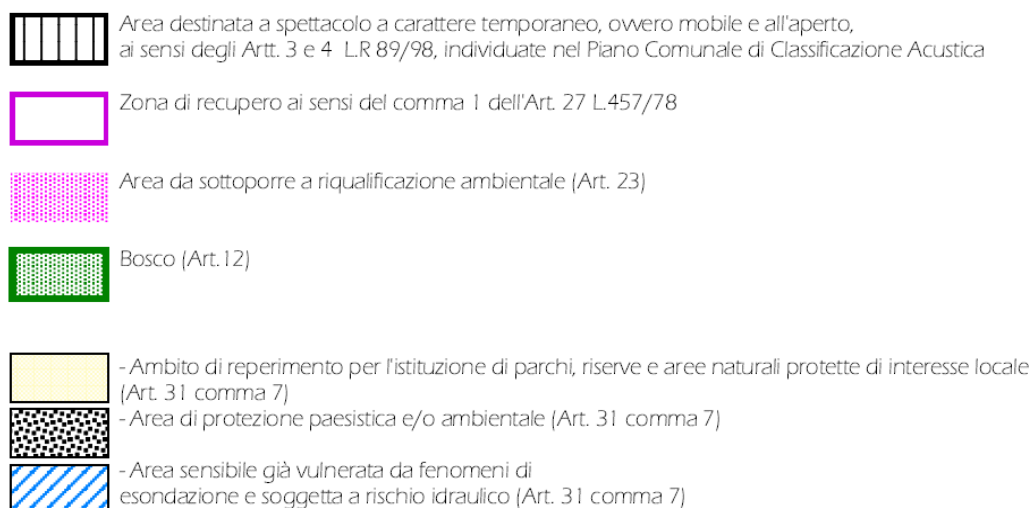 Area destinata a spettacolo a carattere temporaneo, ovvero mobile e all'aperto,
ai sensi degli Artt. 3 e 4 L.R 89/98, individuate nel Piano Comunale di Classificazione Acustica
Zona di recupero ai sensi del comma 1 dell'Art. 27 L.457/78
Area da sottoporre a riqualificazione ambientale (Art. 23)
Bosco (Art.12)
- Ambito di reperimento per l'istituzione di parchi, riserve e aree naturali protette di interesse locale
(Art. 31 comma 7)
- Area di protezione paesistica e/o ambientale (Art. 31 comma 7)
- Area sensibile già vulnerata da fenomeni di
esondazione e soggetta a rischio idraulico (Art. 31 comma 7)